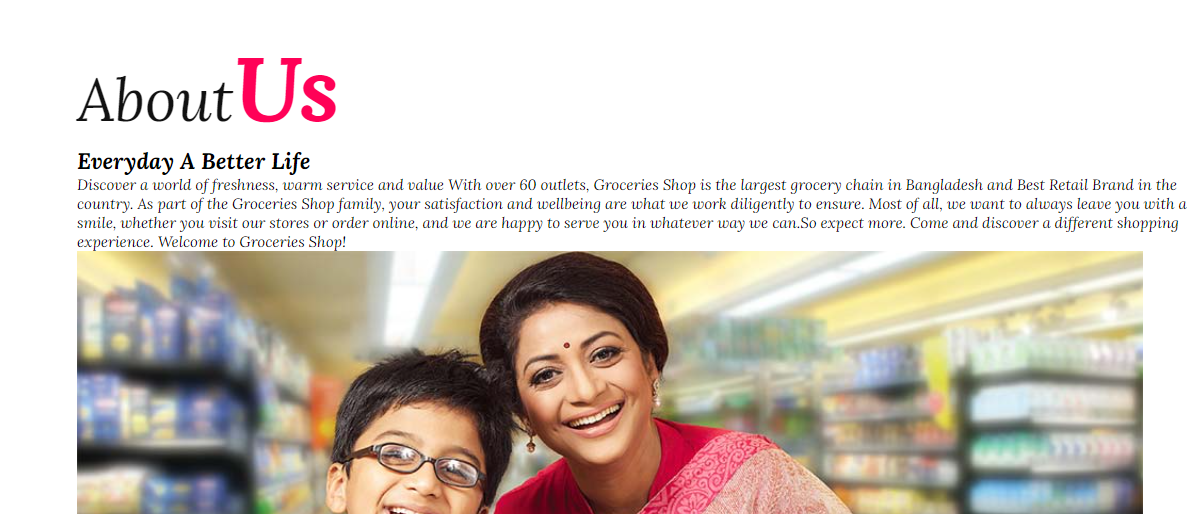 About Us
Everyday A Better Life
Discover a world of freshness, warm service and value With over 60 outlets, Groceries Shop is the largest grocery chain in Bangladesh and Best Retail Brand in the
country. As part of the Groceries Shop family, your satisfaction and wellbeing are what we work diligently to ensure. Most of all, we want to always leave you with a
smile, whether you visit our stores or order online, and we are happy to serve you in whatever way we can.So expect more. Come and discover a different shopping
experience. Welcome to Groceries Shop!